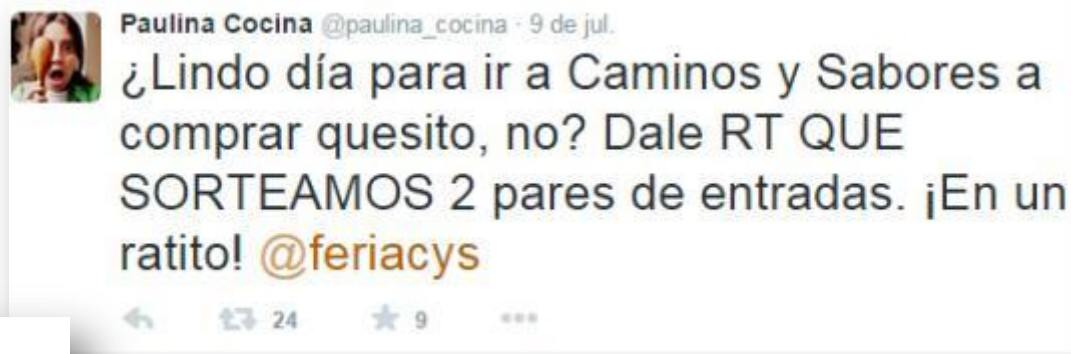 Paulina Cocina @paulina_cocina · 9 de jul.
¿Lindo día para ir a Caminos y Sabores a
comprar quesito, no? Dale RT QUE
SORTEAMOS 2 pares de entradas. ¡En un
ratito! @feriacys
24 9